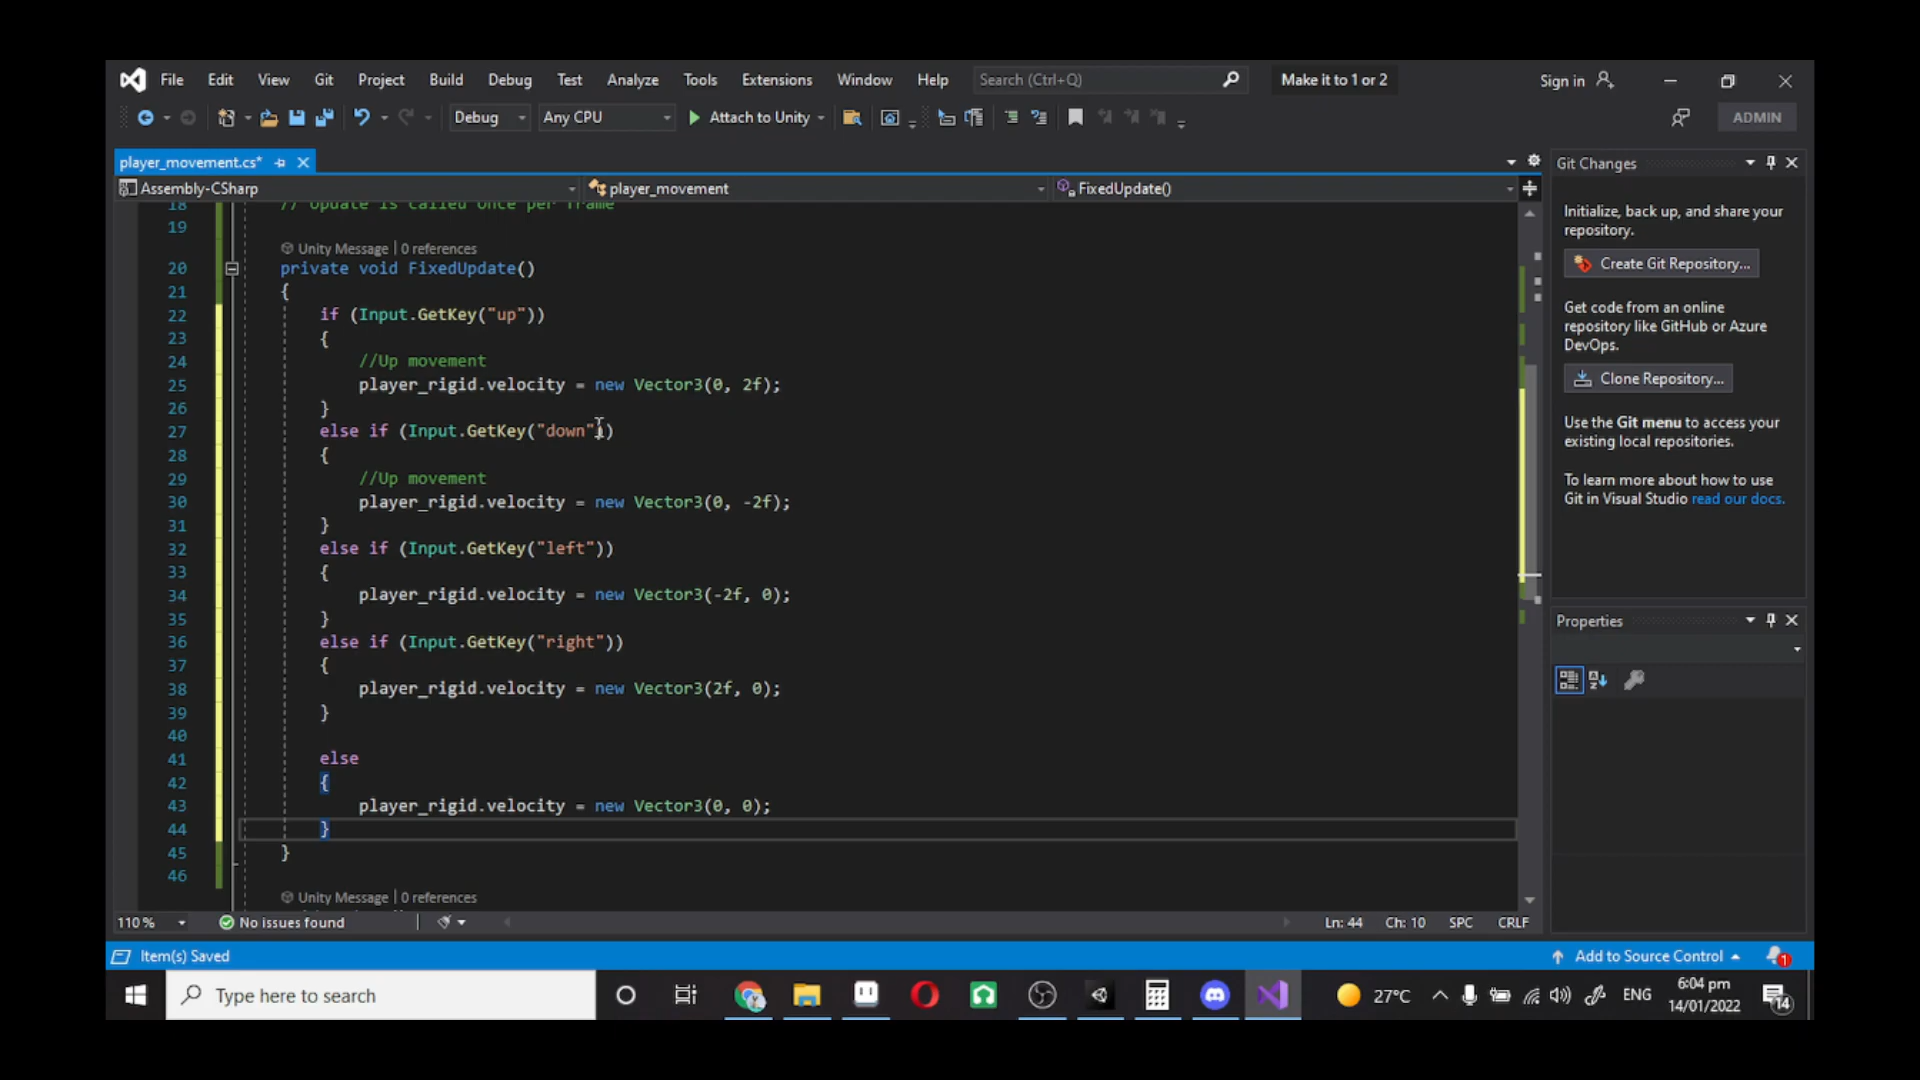 File Edit View Git Project Build Debug Test Analyze Tools Extensions Window Help Search (Ctrl+Q) Make it to 1 or 2 Sign in
Debug Any CPU Attach to Unity ADMIN
player_movement.cs*
Assembly-CSharp player_movement FixedUpdate()
18 // Update is called once per frame
19
Unity Message | 0 references
20 private void FixedUpdate()
21 {
22 if (Input.GetKey("up"))
23 {
24 //Up movement
25 player_rigid.velocity = new Vector3(0, 2f);
26 }
27 else if (Input.GetKey("down"))
28 {
29 //Up movement
30 player_rigid.velocity = new Vector3(0, -2f);
31 }
32 else if (Input.GetKey("left"))
33 {
34 player_rigid.velocity = new Vector3(-2f, 0);
35 }
36 else if (Input.GetKey("right"))
37 {
38 player_rigid.velocity = new Vector3(2f, 0);
39 }
40
41 else
42 {
43 player_rigid.velocity = new Vector3(0, 0);
44 }
45 }
46
Unity Message | 0 references
110 % No issues found Ln: 44 Ch: 10 SPC CRLF
Git Changes
Initialize, back up, and share your
repository.
Create Git Repository...
Get code from an online
repository like GitHub or Azure
DevOps.
Clone Repository...
Use the Git menu to access your
existing local repositories.
To learn more about how to use
Git in Visual Studio read our docs.
Properties
Item(s) Saved Add to Source Control 1
Type here to search 27°C ENG 6:04 pm
14/01/2022 14